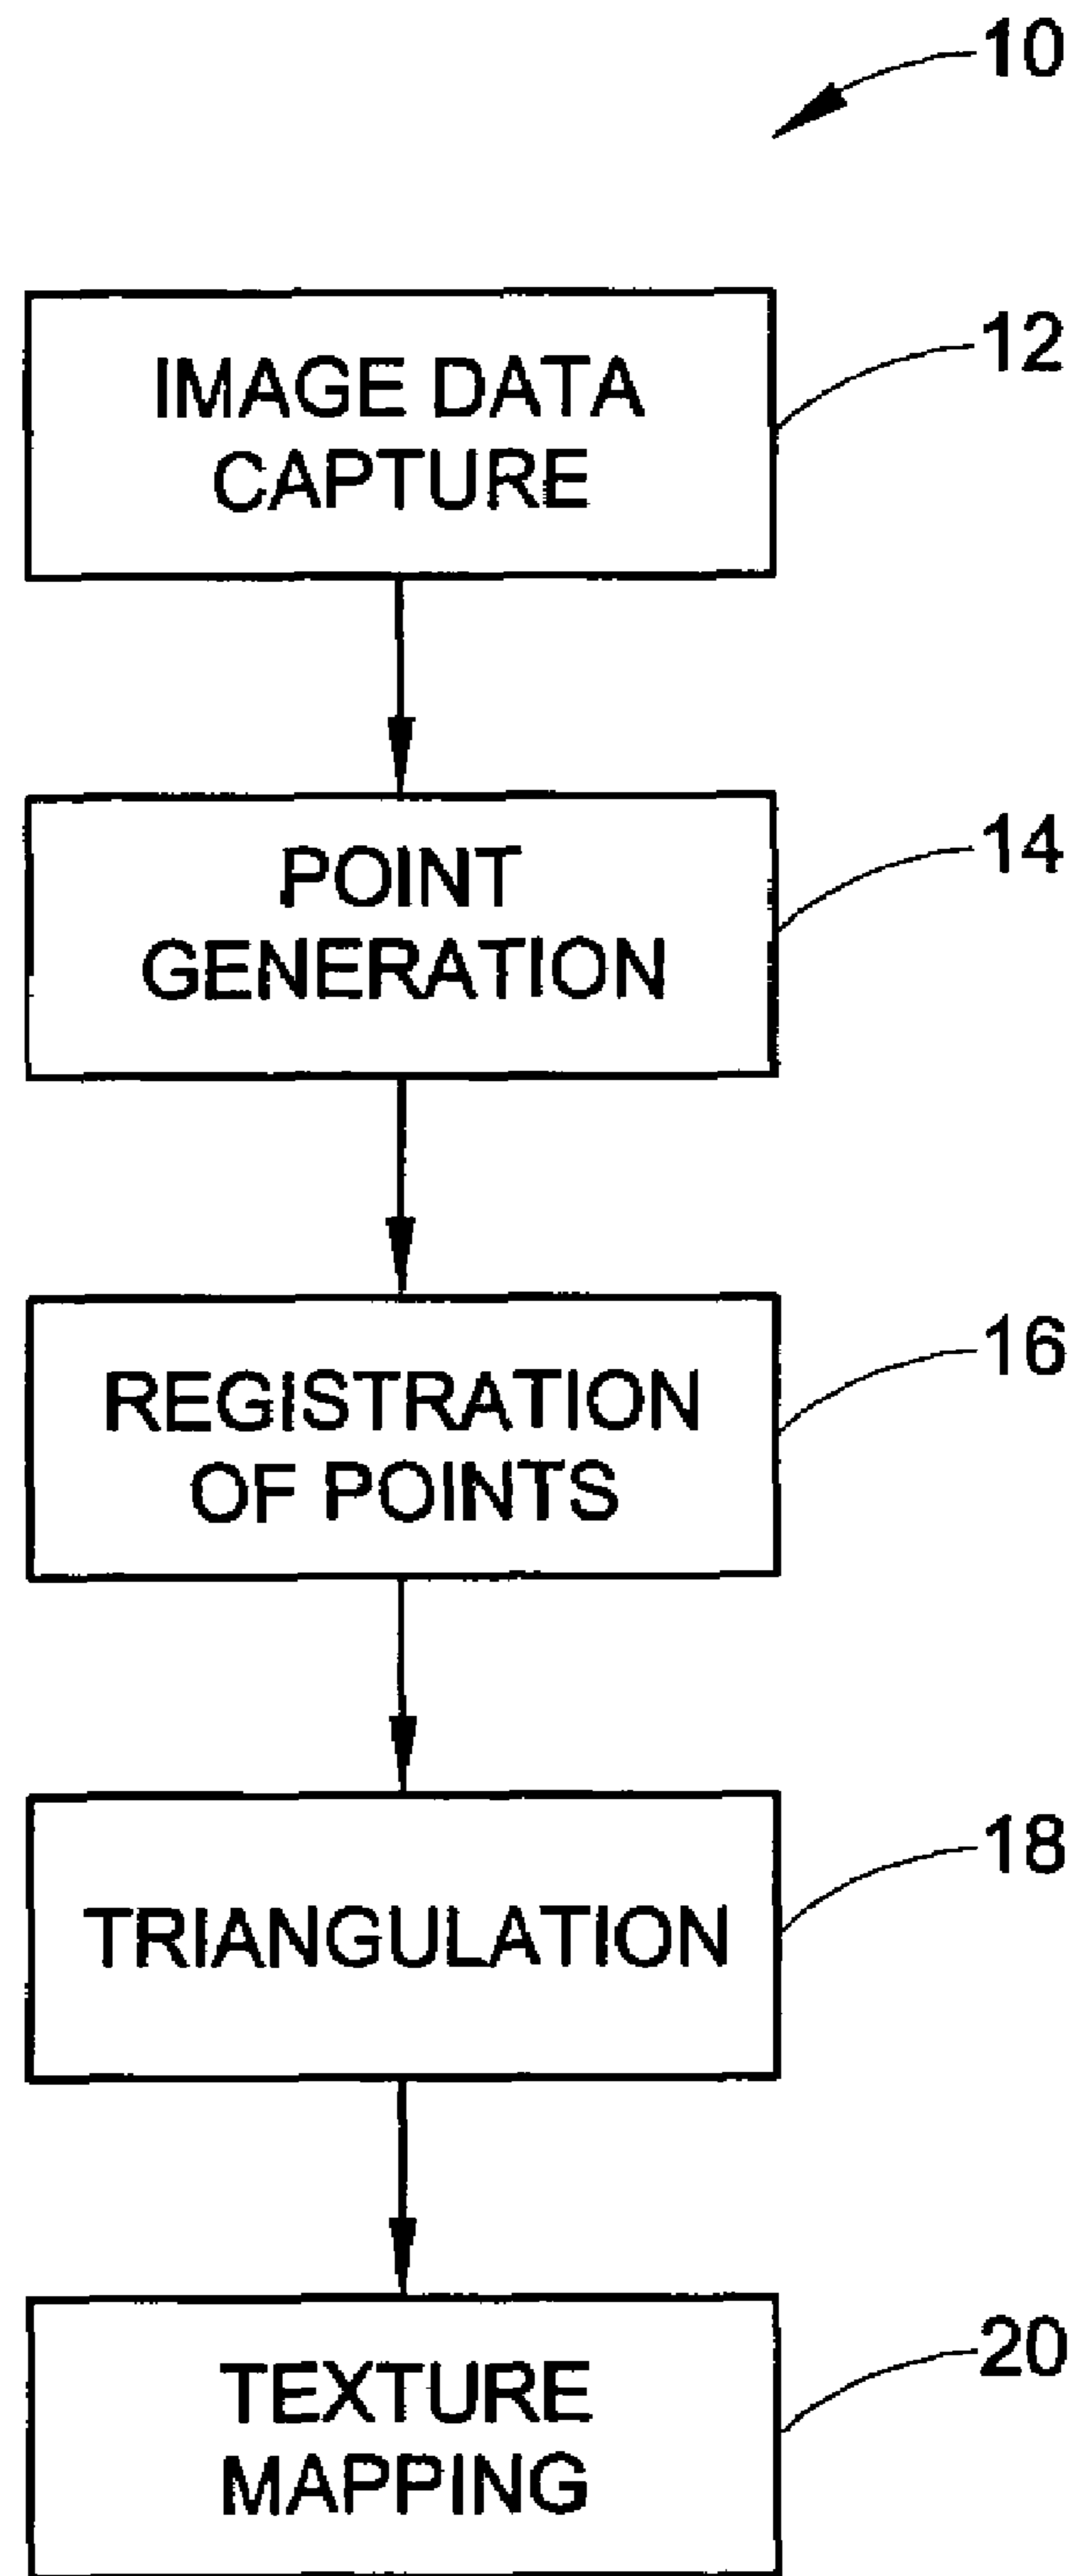 10
IMAGE DATA
CAPTURE
12
POINT
GENERATION
14
REGISTRATION
OF POINTS
16
TRIANGULATION
18
TEXTURE
MAPPING
20